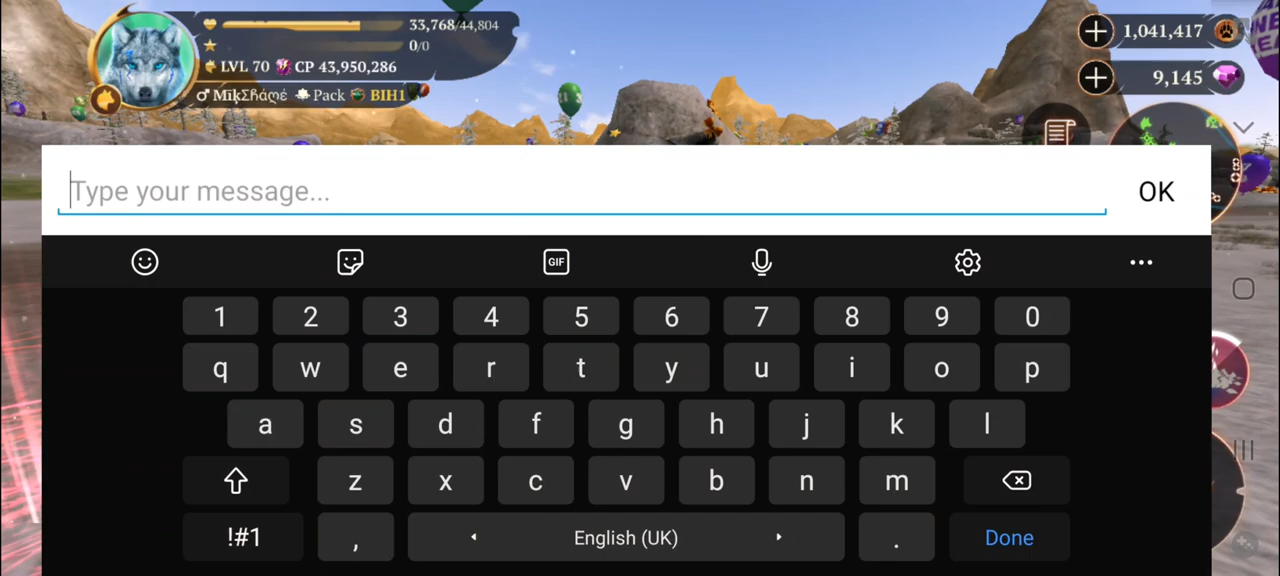 33,768/44,804
0/0
LVL 70 CP 43,950,286
Pack BIH1
1,041,417
9,145
Type your message...
OK
GIF
1 2 3 4 5 6 7 8 9 0
q w e r t y u i o p
a s d f g h j k l
z x c v b n m
!#1 , English (UK) . Done